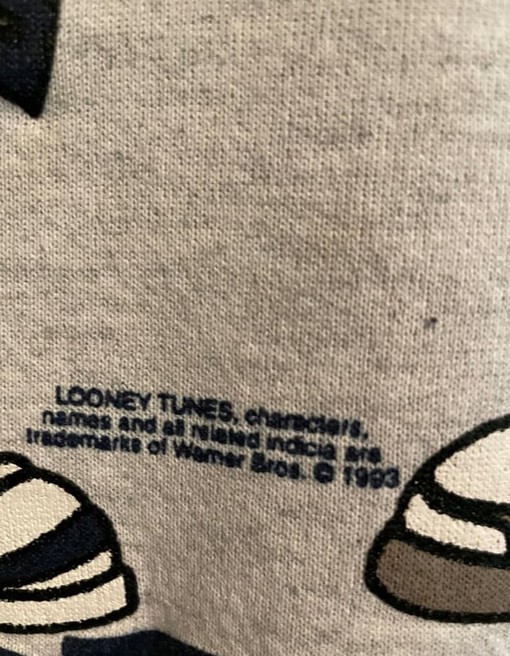 LOONEY TUNES, characters,
names and all related indicia are
trademarks of Warner Bros. © 1993